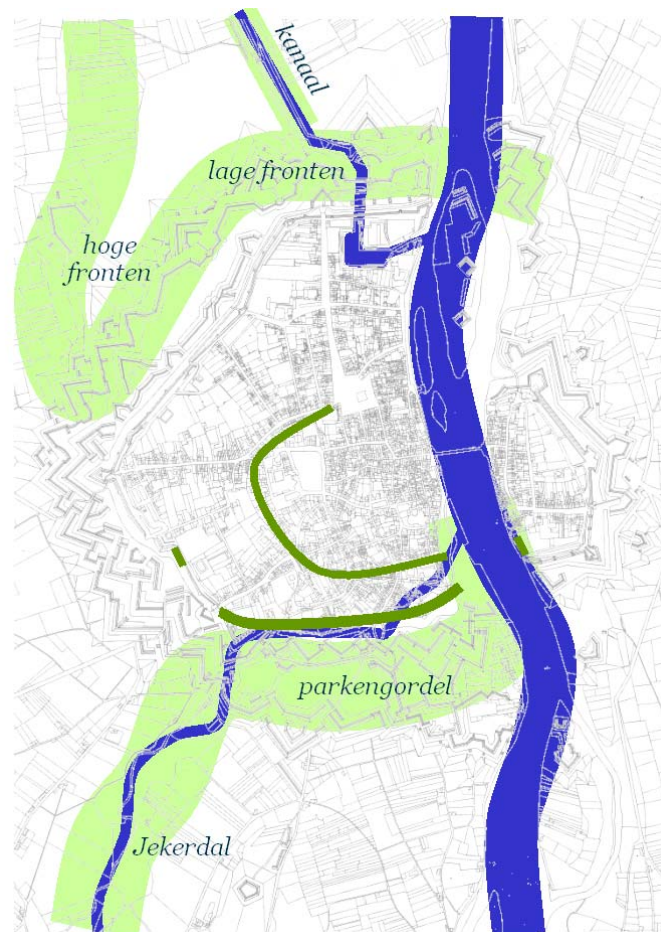 kanaal
lage fronten
hoge
fronten
parkengordel
Jekerdal